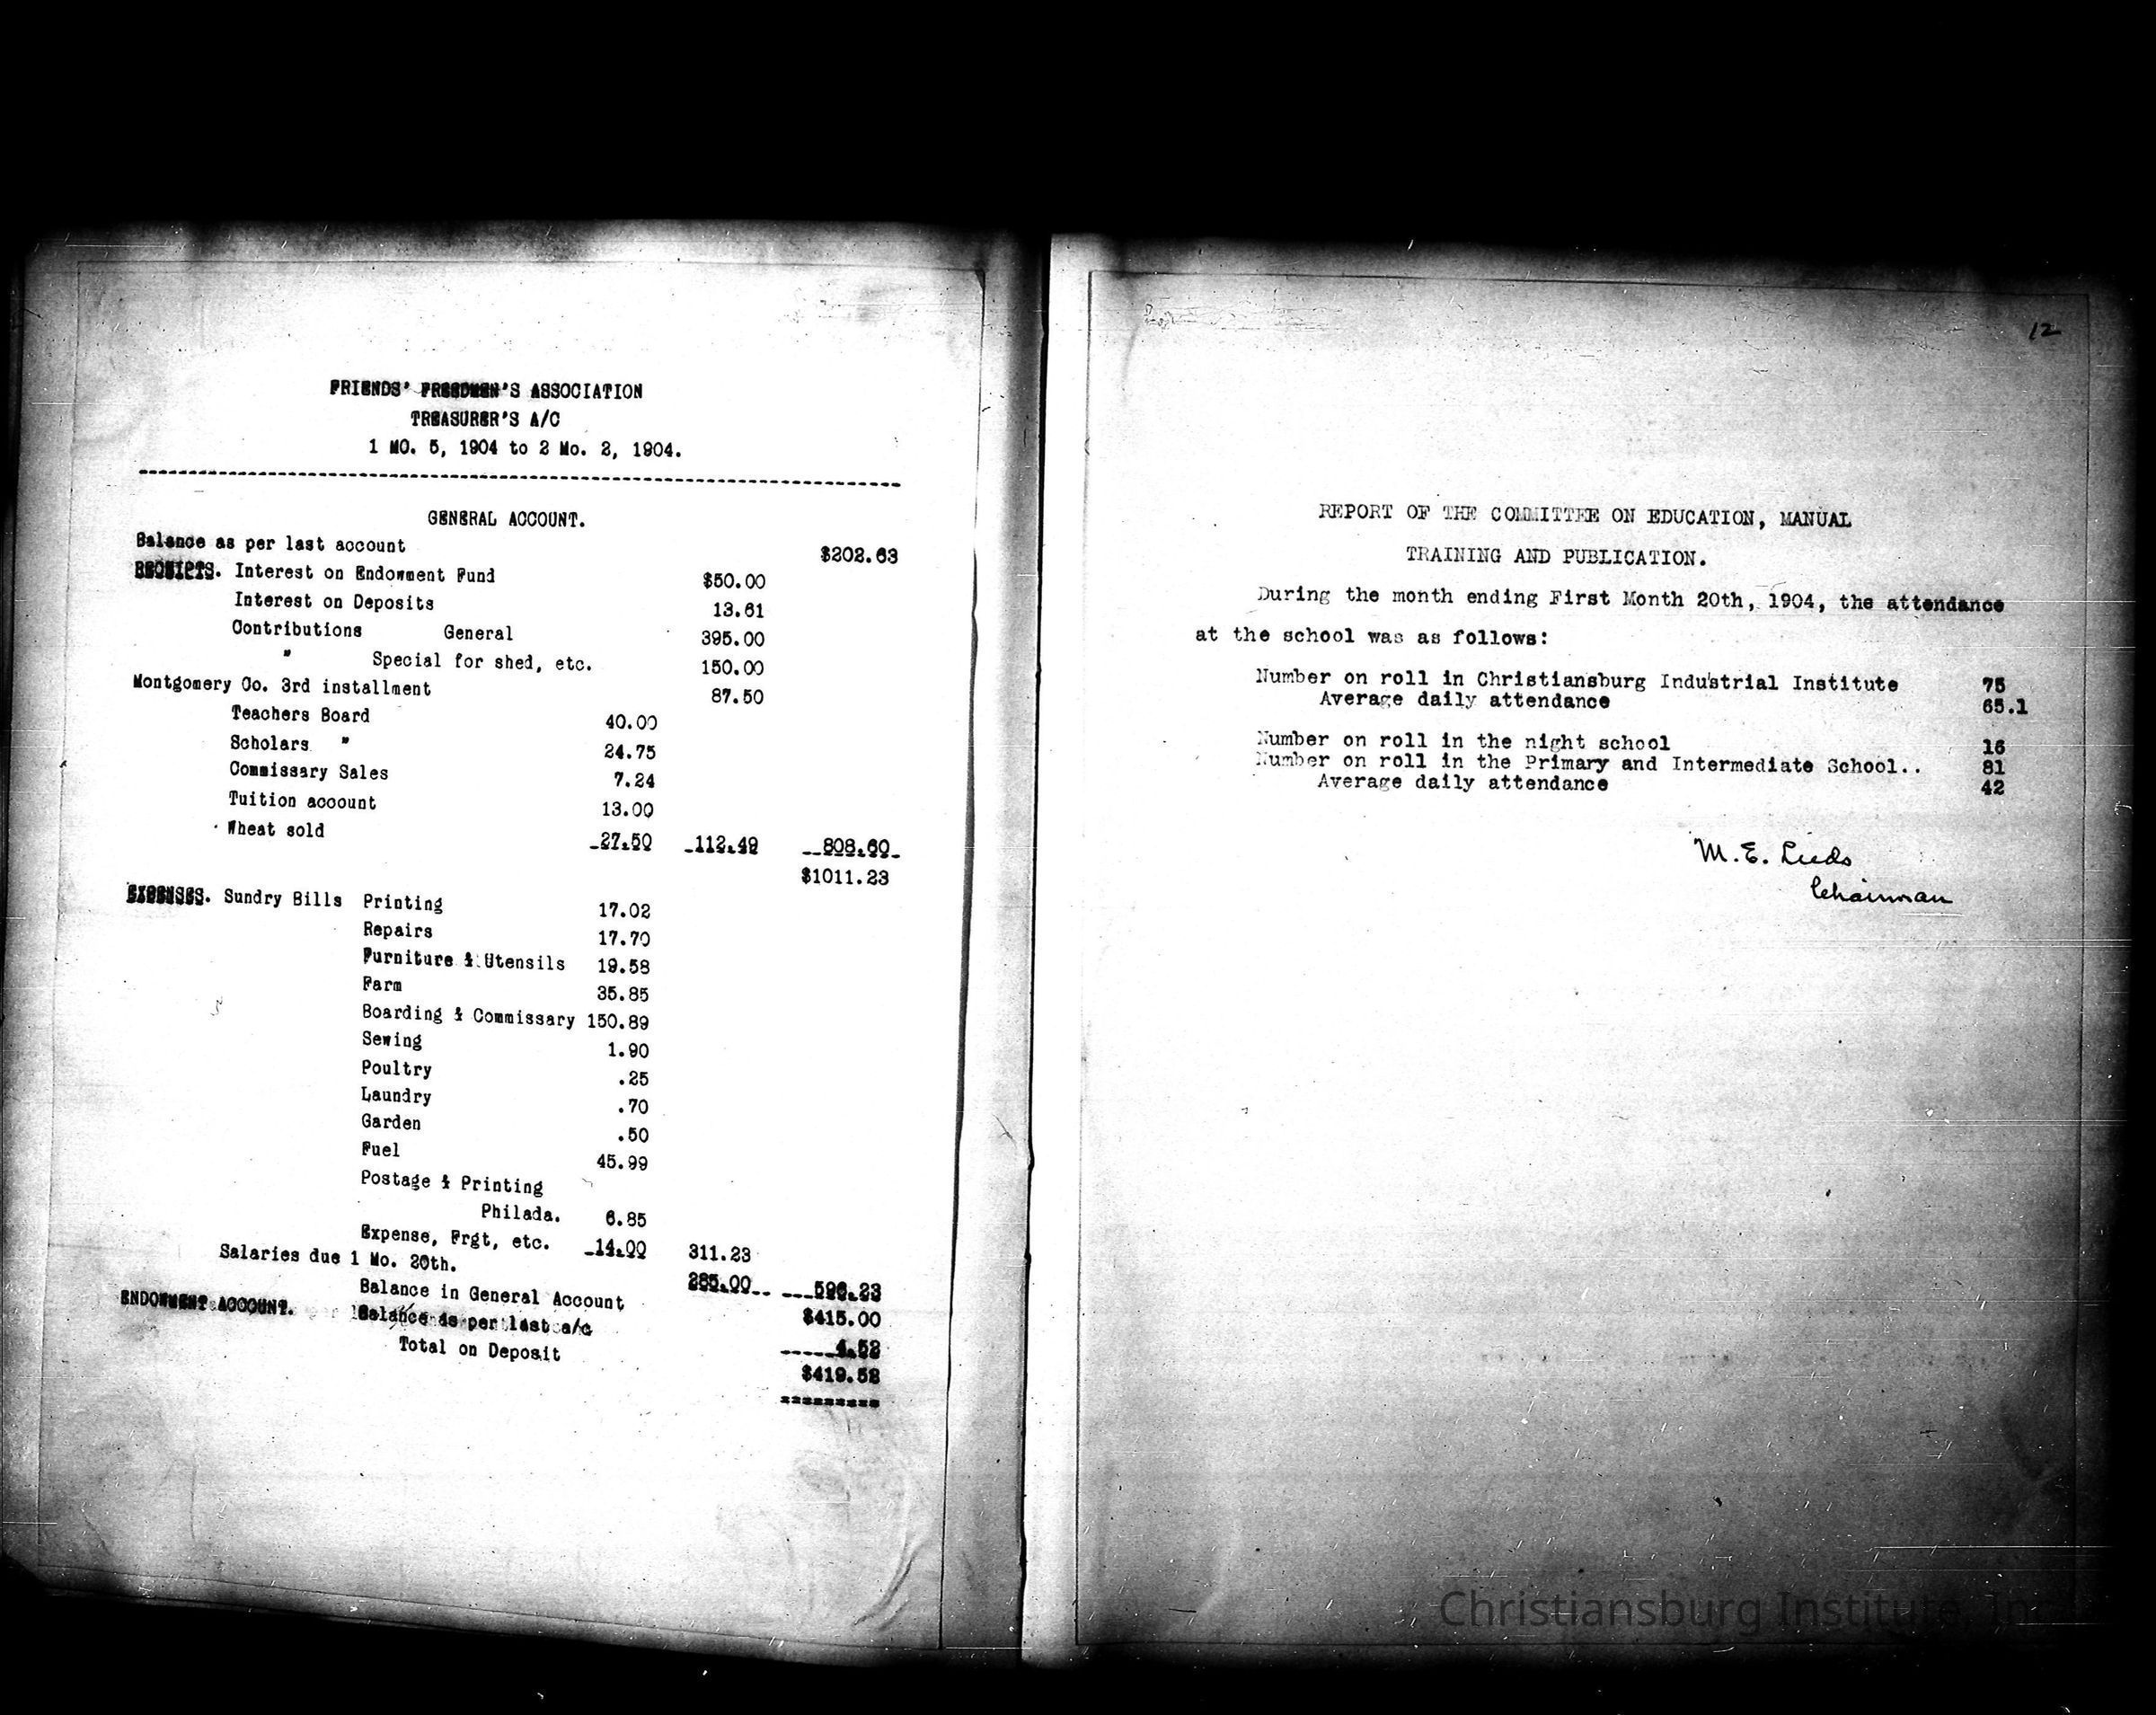 FRIENDS' FREEDMEN'S ASSOCIATION
TREASURER'S A/C
1 MO. 5, 1904 to 2 Mo. 2, 1904.
GENERAL ACCOUNT.
Balance as per last account $202.63
RECEIPTS. Interest on Endowment Fund $50.00
Interest on Deposits 13.61
Contributions General 395.00
" Special for shed, etc. 150.00
Montgomery Co. 3rd installment 87.50
Teachers Board 40.00
Scholars " 24.75
Commissary Sales 7.24
Tuition account 13.00
Wheat sold 27.50 112.49 808.60
$1011.23
EXPENSES. Sundry Bills Printing 17.02
Repairs 17.70
Furniture & Utensils 19.58
Farm 35.85
Boarding & Commissary 150.89
Sewing 1.90
Poultry .25
Laundry .70
Garden .50
Fuel 45.99
Postage & Printing
Philada. 6.85
Expense, Frgt, etc. 14.00 311.23
Salaries due 1 Mo. 20th. 285.00 596.23
Balance in General Account $415.00
ENDOWMENT ACCOUNT. Balance as per last a/c 4.58
Total on Deposit $419.58
12
REPORT OF THE COMMITTEE ON EDUCATION, MANUAL
TRAINING AND PUBLICATION.
During the month ending First Month 20th, 1904, the attendance
at the school was as follows:
Number on roll in Christiansburg Industrial Institute 75
Average daily attendance 65.1
Number on roll in the night school 16
Number on roll in the Primary and Intermediate School.. 81
Average daily attendance 42
M. E. Leeds
Chairman
Christiansburg Institute, Inc